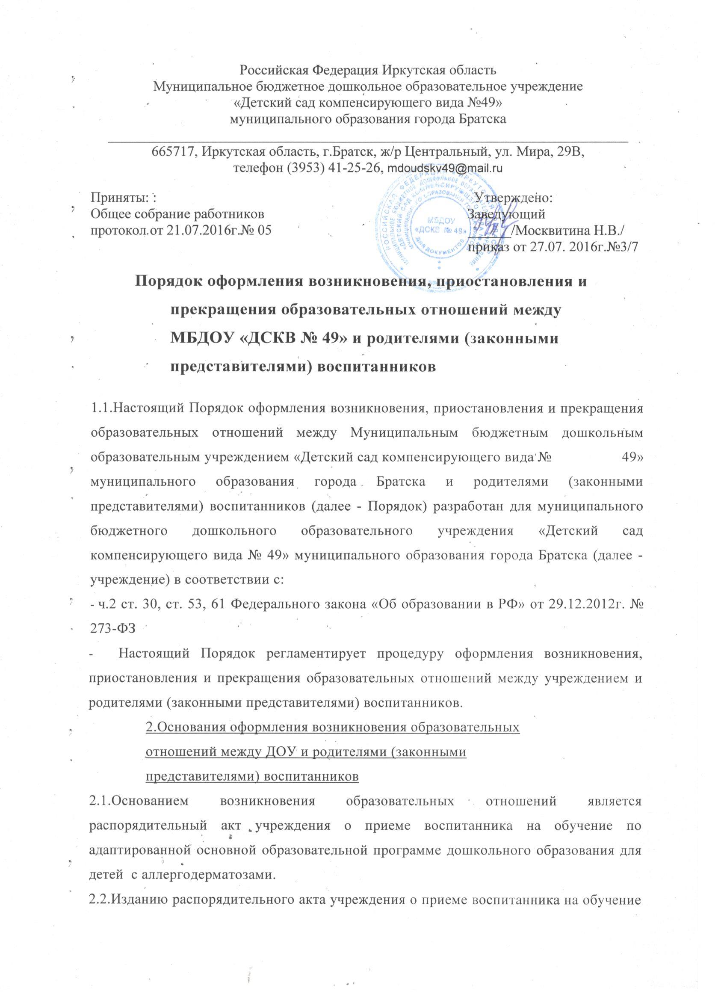 Российская Федерация Иркутская область
Муниципальное бюджетное дошкольное образовательное учреждение
«Детский сад компенсирующего вида №49»
муниципального образования города Братска
665717, Иркутская область, г.Братск, ж/р Центральный, ул. Мира, 29В,
телефон (3953) 41-25-26, mdoudskv49@mail.ru
Приняты: :
Общее собрание работников
протокол от 21.07.2016г.№ 05
Утверждено:
Заведующий
/Москвитина Н.В./
приказ от 27.07. 2016г.№3/7
МБДОУ
«ДСКВ № 49»
ДЛЯ ДОКУМЕНТОВ
Порядок оформления возникновения, приостановления и
прекращения образовательных отношений между
МБДОУ «ДСКВ № 49» и родителями (законными
представителями) воспитанников
1.1.Настоящий Порядок оформления возникновения, приостановления и прекращения
образовательных отношений между Муниципальным бюджетным дошкольным
образовательным учреждением «Детский сад компенсирующего вида № 49»
муниципального образования города Братска и родителями (законными
представителями) воспитанников (далее - Порядок) разработан для муниципального
бюджетного дошкольного образовательного учреждения «Детский сад
компенсирующего вида № 49» муниципального образования города Братска (далее -
учреждение) в соответствии с:
- ч.2 ст. 30, ст. 53, 61 Федерального закона «Об образовании в РФ» от 29.12.2012г. №
273-ФЗ
- Настоящий Порядок регламентирует процедуру оформления возникновения,
приостановления и прекращения образовательных отношений между учреждением и
родителями (законными представителями) воспитанников.
2.Основания оформления возникновения образовательных
отношений между ДОУ и родителями (законными
представителями) воспитанников
2.1.Основанием возникновения образовательных отношений является
распорядительный акт учреждения о приеме воспитанника на обучение по
адаптированной основной образовательной программе дошкольного образования для
детей с аллергодерматозами.
2.2.Изданию распорядительного акта учреждения о приеме воспитанника на обучение